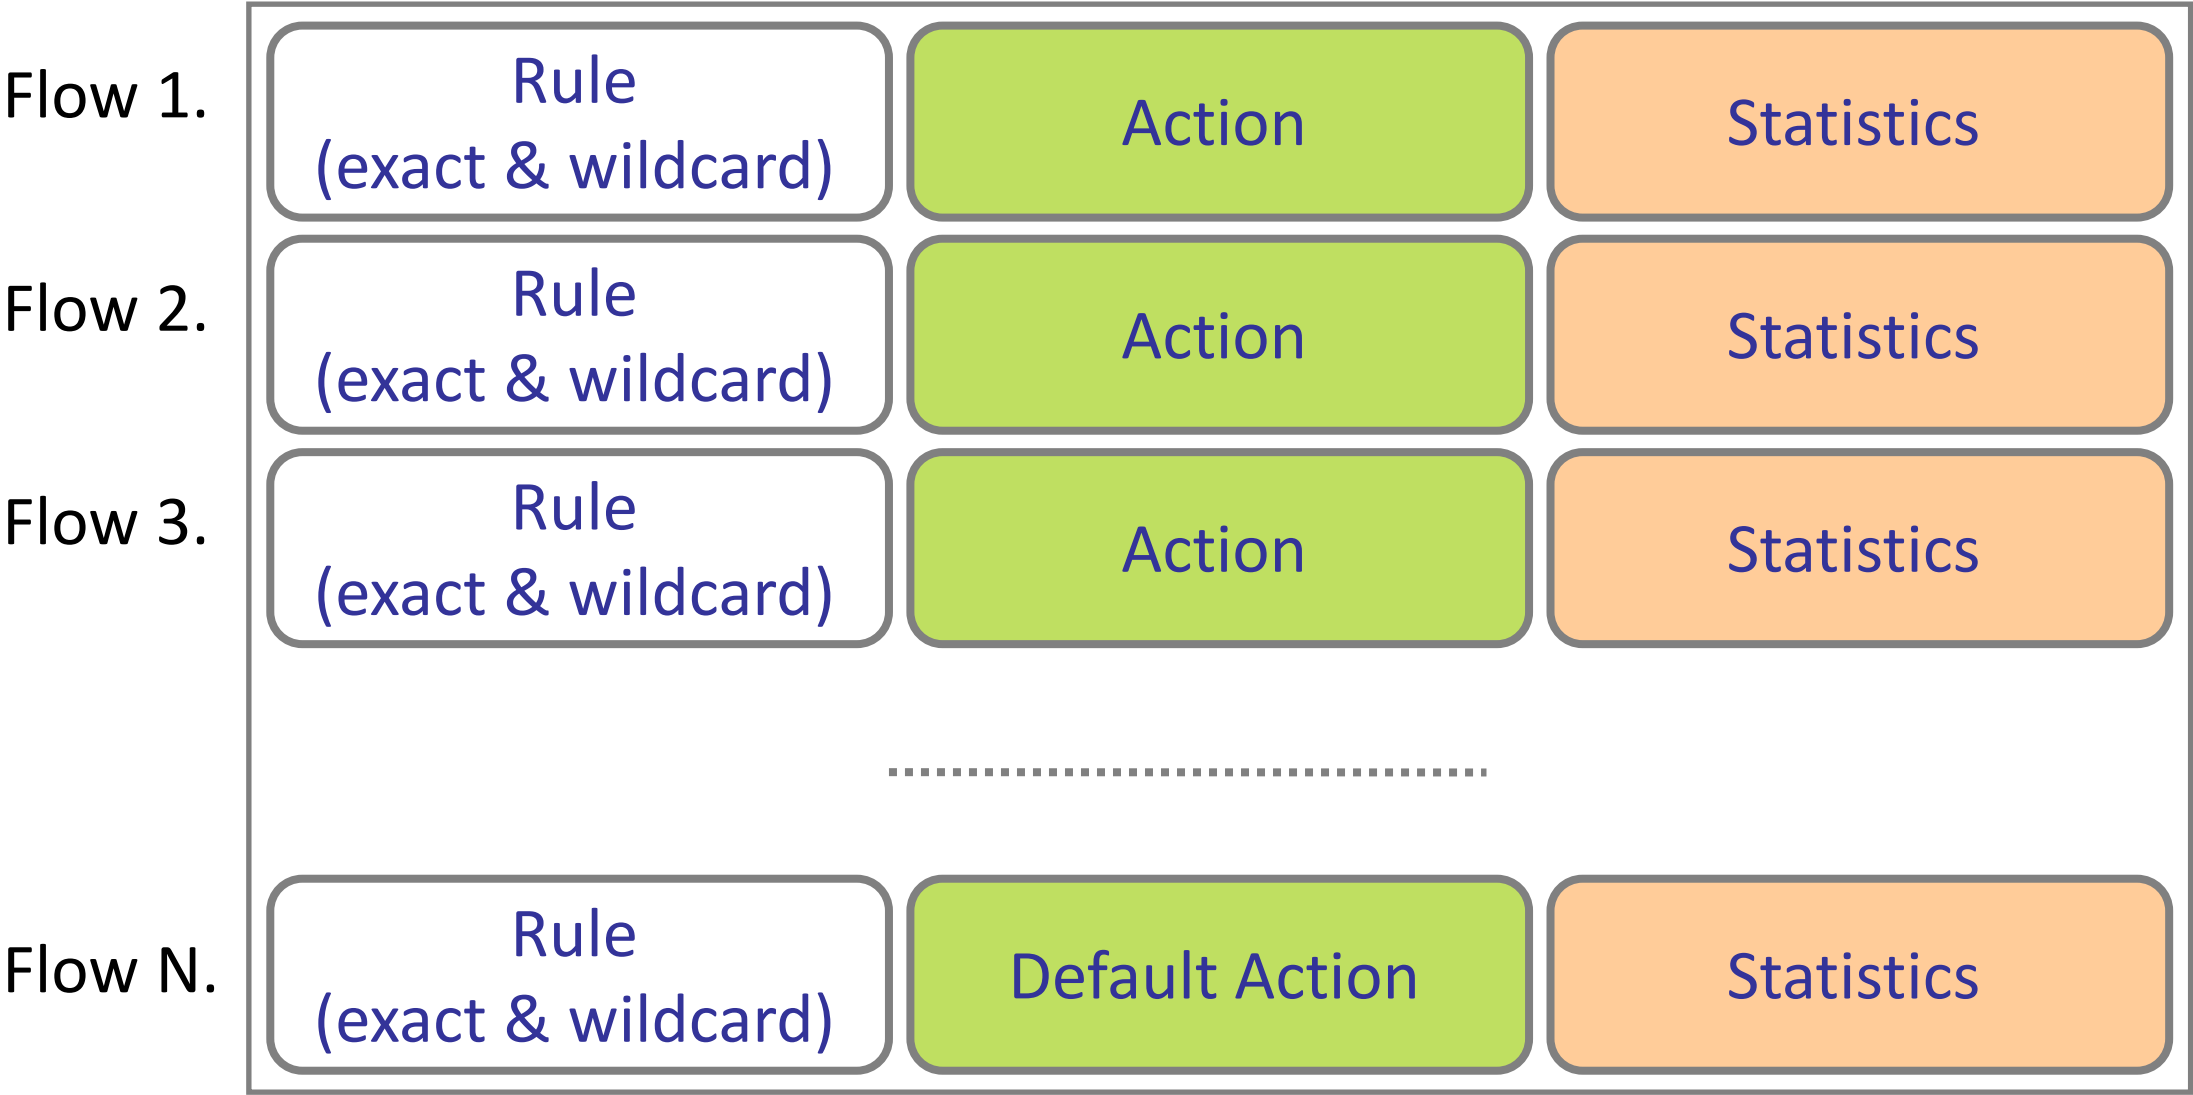 Flow 1.
Rule
(exact & wildcard)
Action
Statistics
Flow 2.
Rule
(exact & wildcard)
Action
Statistics
Flow 3.
Rule
(exact & wildcard)
Action
Statistics
Flow N.
Rule
(exact & wildcard)
Default Action
Statistics